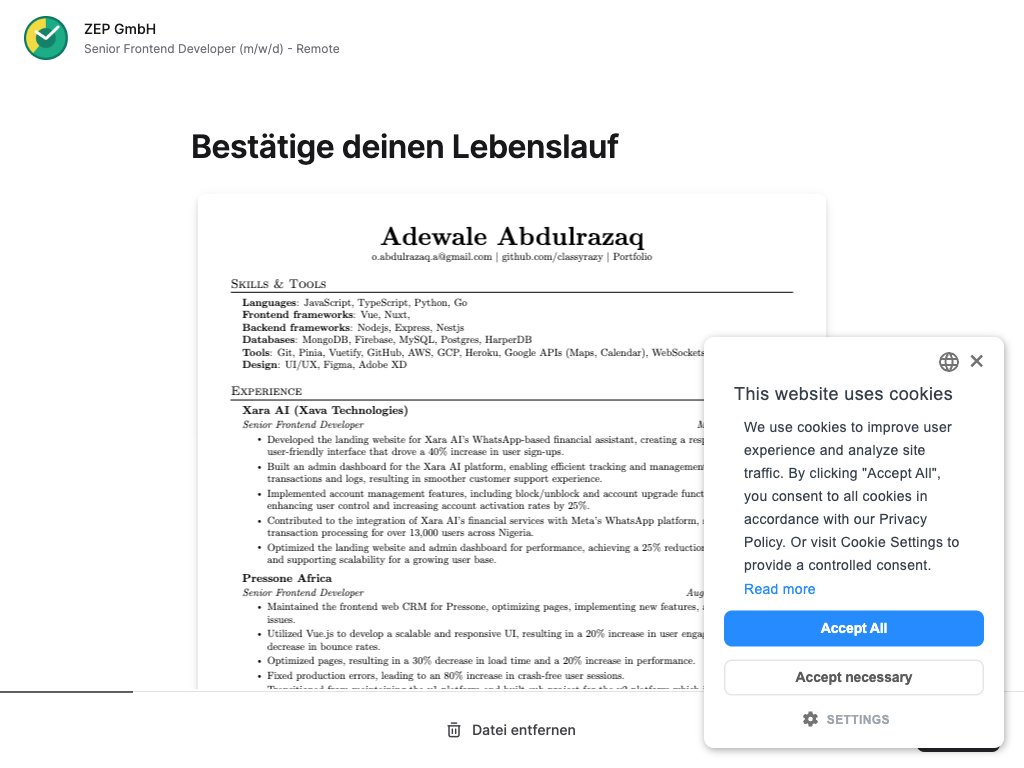 ZEP GmbH
Senior Frontend Developer (m/w/d) - Remote
Bestätige deinen Lebenslauf
Adewale Abdulrazaq
o.abdulrazaq.a@gmail.com | github.com/classyrazy | Portfolio
Skills & Tools
Languages: JavaScript, TypeScript, Python, Go
Frontend frameworks: Vue, Nuxt,
Backend frameworks: Nodejs, Express, Nestjs
Databases: MongoDB, Firebase, MySQL, Postgres, HarperDB
Tools: Git, Pinia, Vuetify, GitHub, AWS, GCP, Heroku, Google APIs (Maps, Calendar), WebSockets
Design: UI/UX, Figma, Adobe XD
Experience
Xara AI (Xava Technologies)
Senior Frontend Developer
• Developed the landing website for Xara AI's WhatsApp-based financial assistant, creating a
user-friendly interface that drove a 40% increase in user sign-ups.
• Built an admin dashboard for the Xara AI platform, enabling efficient tracking and management
transactions and logs, resulting in smoother customer support experience.
• Implemented account management features, including block/unblock and account upgrade
enhancing user control and increasing account activation rates by 25%.
• Contributed to the integration of Xara AI's financial services with Meta's WhatsApp platform,
transaction processing for over 13,000 users across Nigeria.
• Optimized the landing website and admin dashboard for performance, achieving a 25% reduction
and supporting scalability for a growing user base.
Pressone Africa
Senior Frontend Developer Aug
• Maintained the frontend web CRM for Pressone, optimizing pages, implementing new features,
issues.
• Utilized Vue.js to develop a scalable and responsive UI, resulting in a 20% increase in user
decrease in bounce rates.
• Optimized pages, resulting in a 30% decrease in load time and a 20% increase in performance.
• Fixed production errors, leading to an 80% increase in crash-free user sessions.
Datei entfernen
This website uses cookies
We use cookies to improve user
experience and analyze site
traffic. By clicking "Accept All",
you consent to all cookies in
accordance with our Privacy
Policy. Or visit Cookie Settings to
provide a controlled consent.
Read more
Accept All
Accept necessary
SETTINGS